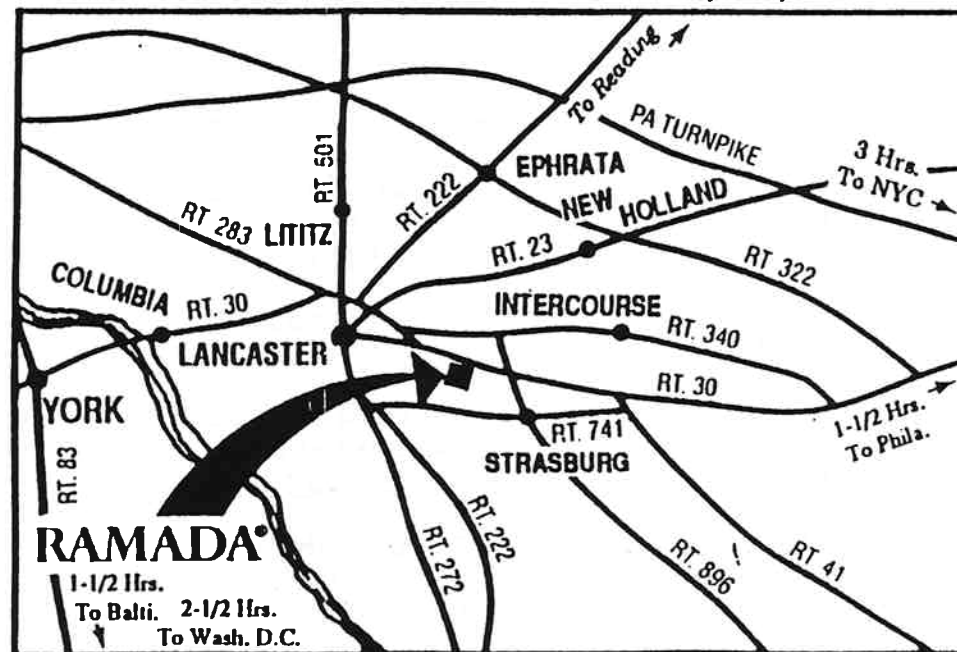 To Reading
PA TURNPIKE
3 Hrs.
To NYC
RT 501
RT. 222
EPHRATA
NEW HOLLAND
RT. 283
LITITZ
RT. 23
RT 322
COLUMBIA
RT. 30
INTERCOURSE
RT. 340
LANCASTER
RT. 30
YORK
1-1/2 Hrs.
To Phila.
RT. 741
STRASBURG
RT. 83
RAMADA®
RT. 222
RT. 272
RT. 896
RT 41
1-1/2 Hrs.
To Balti.
2-1/2 Hrs.
To Wash. D.C.